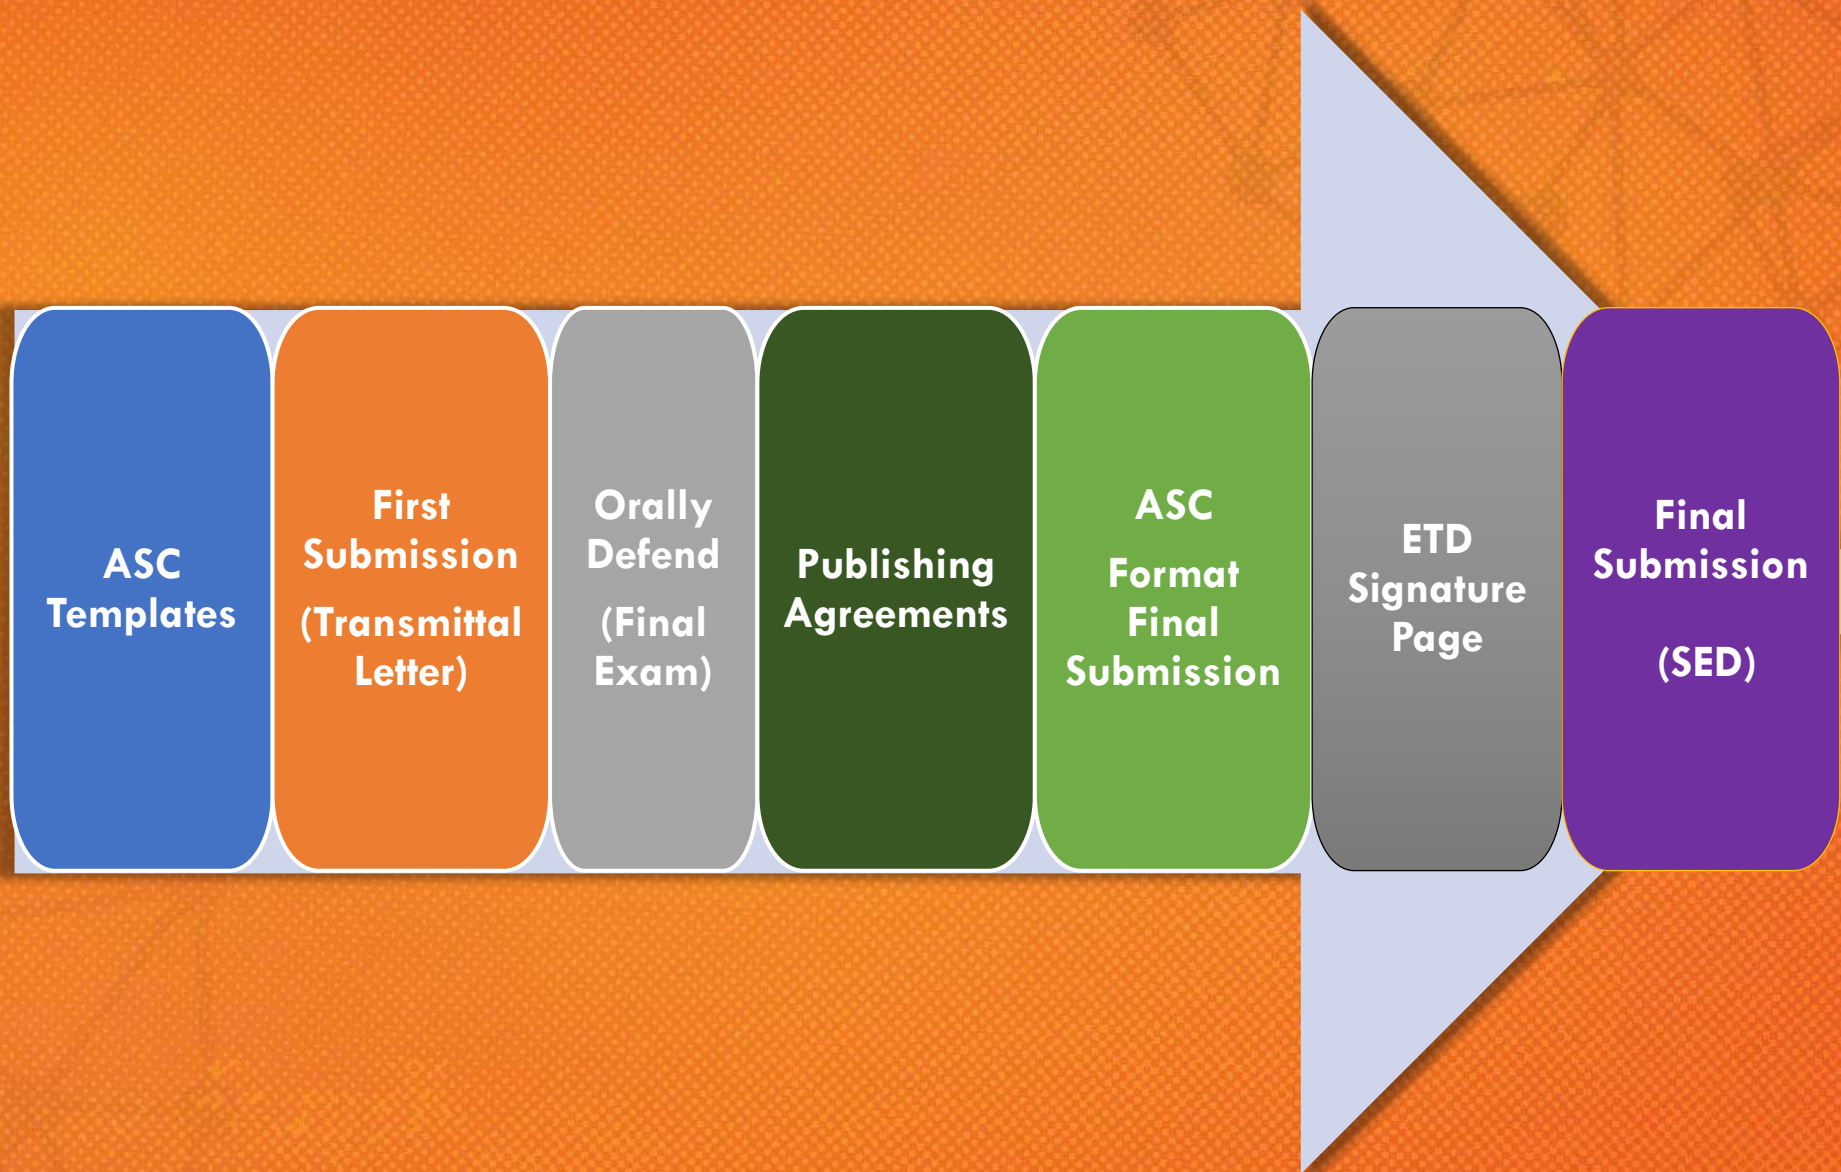 ASC
Templates
First
Submission
(Transmittal
Letter)
Orally
Defend
(Final
Exam)
Publishing
Agreements
ASC
Format
Final
Submission
ETD
Signature
Page
Final
Submission
(SED)